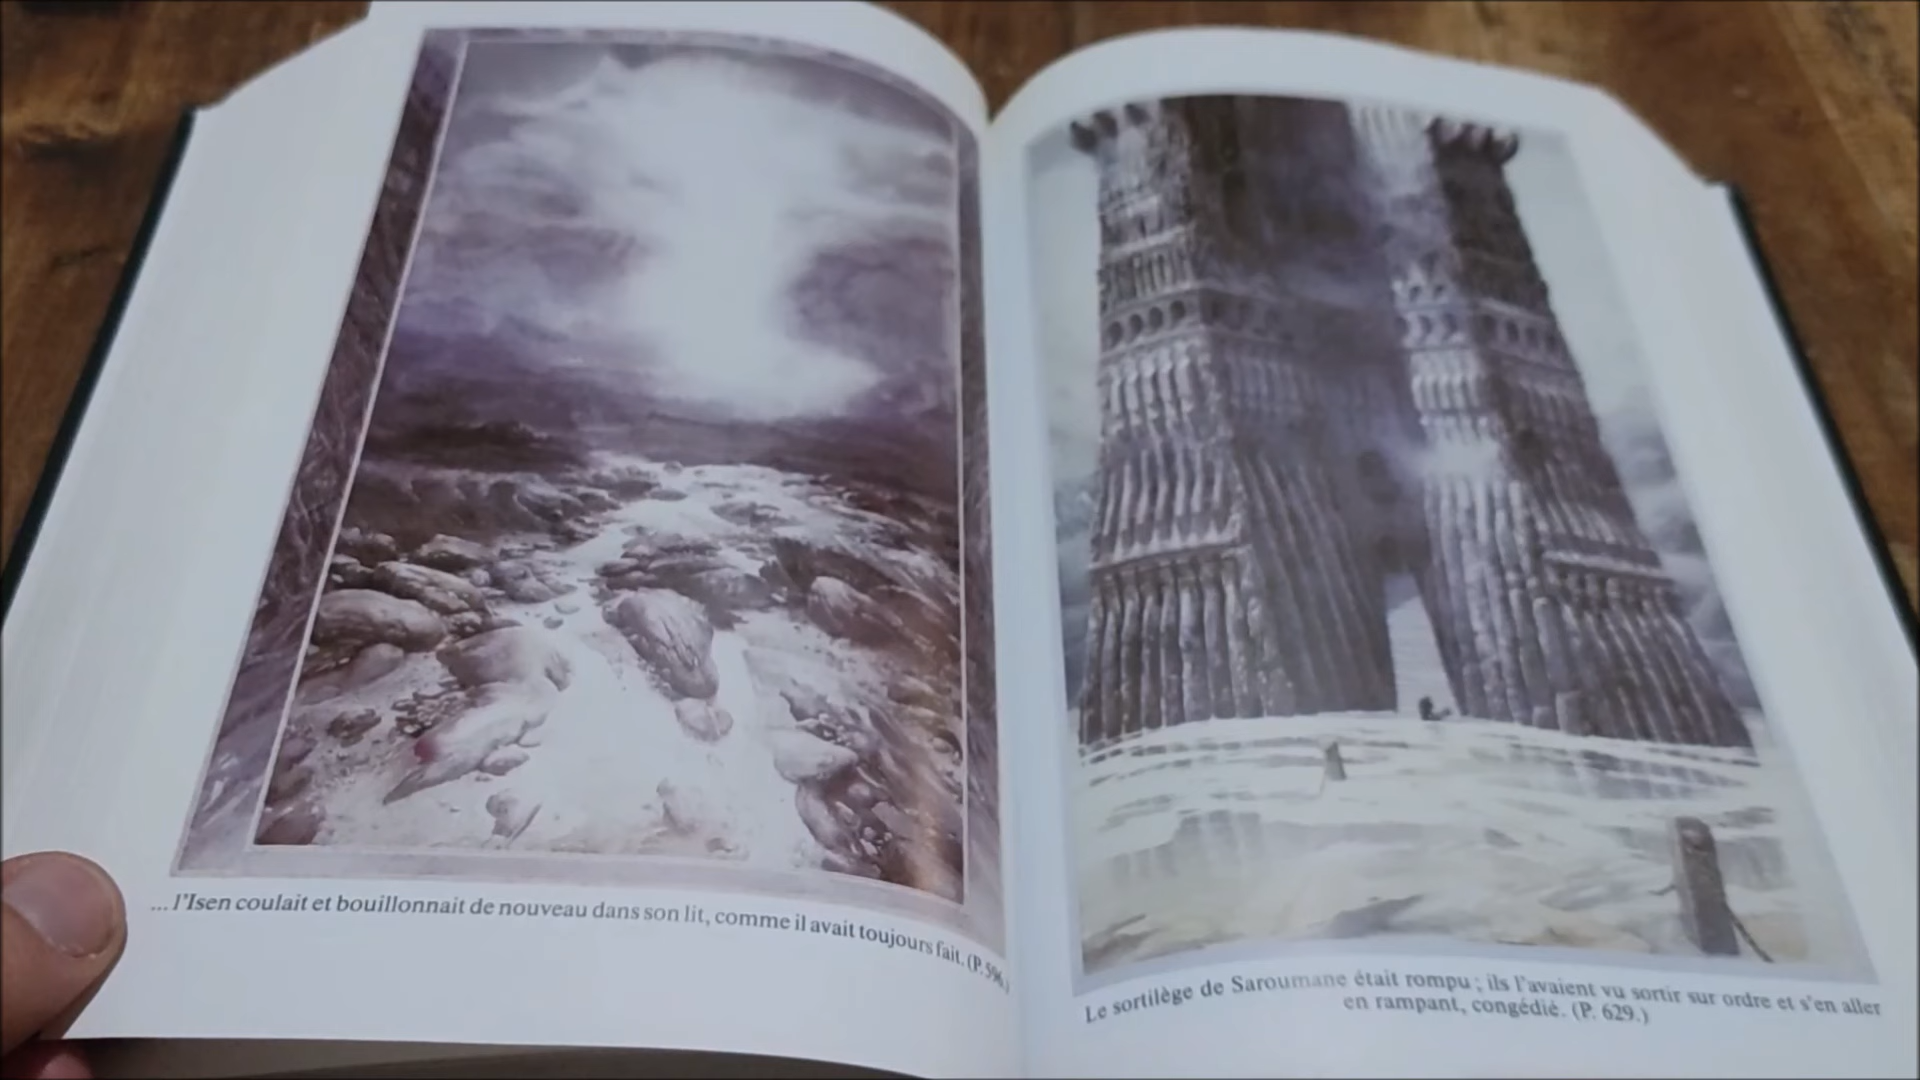 ... l'Isen coulait et bouillonnait de nouveau dans son lit, comme il avait toujours fait. (P. 596.)
Le sortilège de Saroumane était rompu ; ils l'avaient vu sortir sur ordre et s'en aller
en rampant, congédié. (P. 629.)